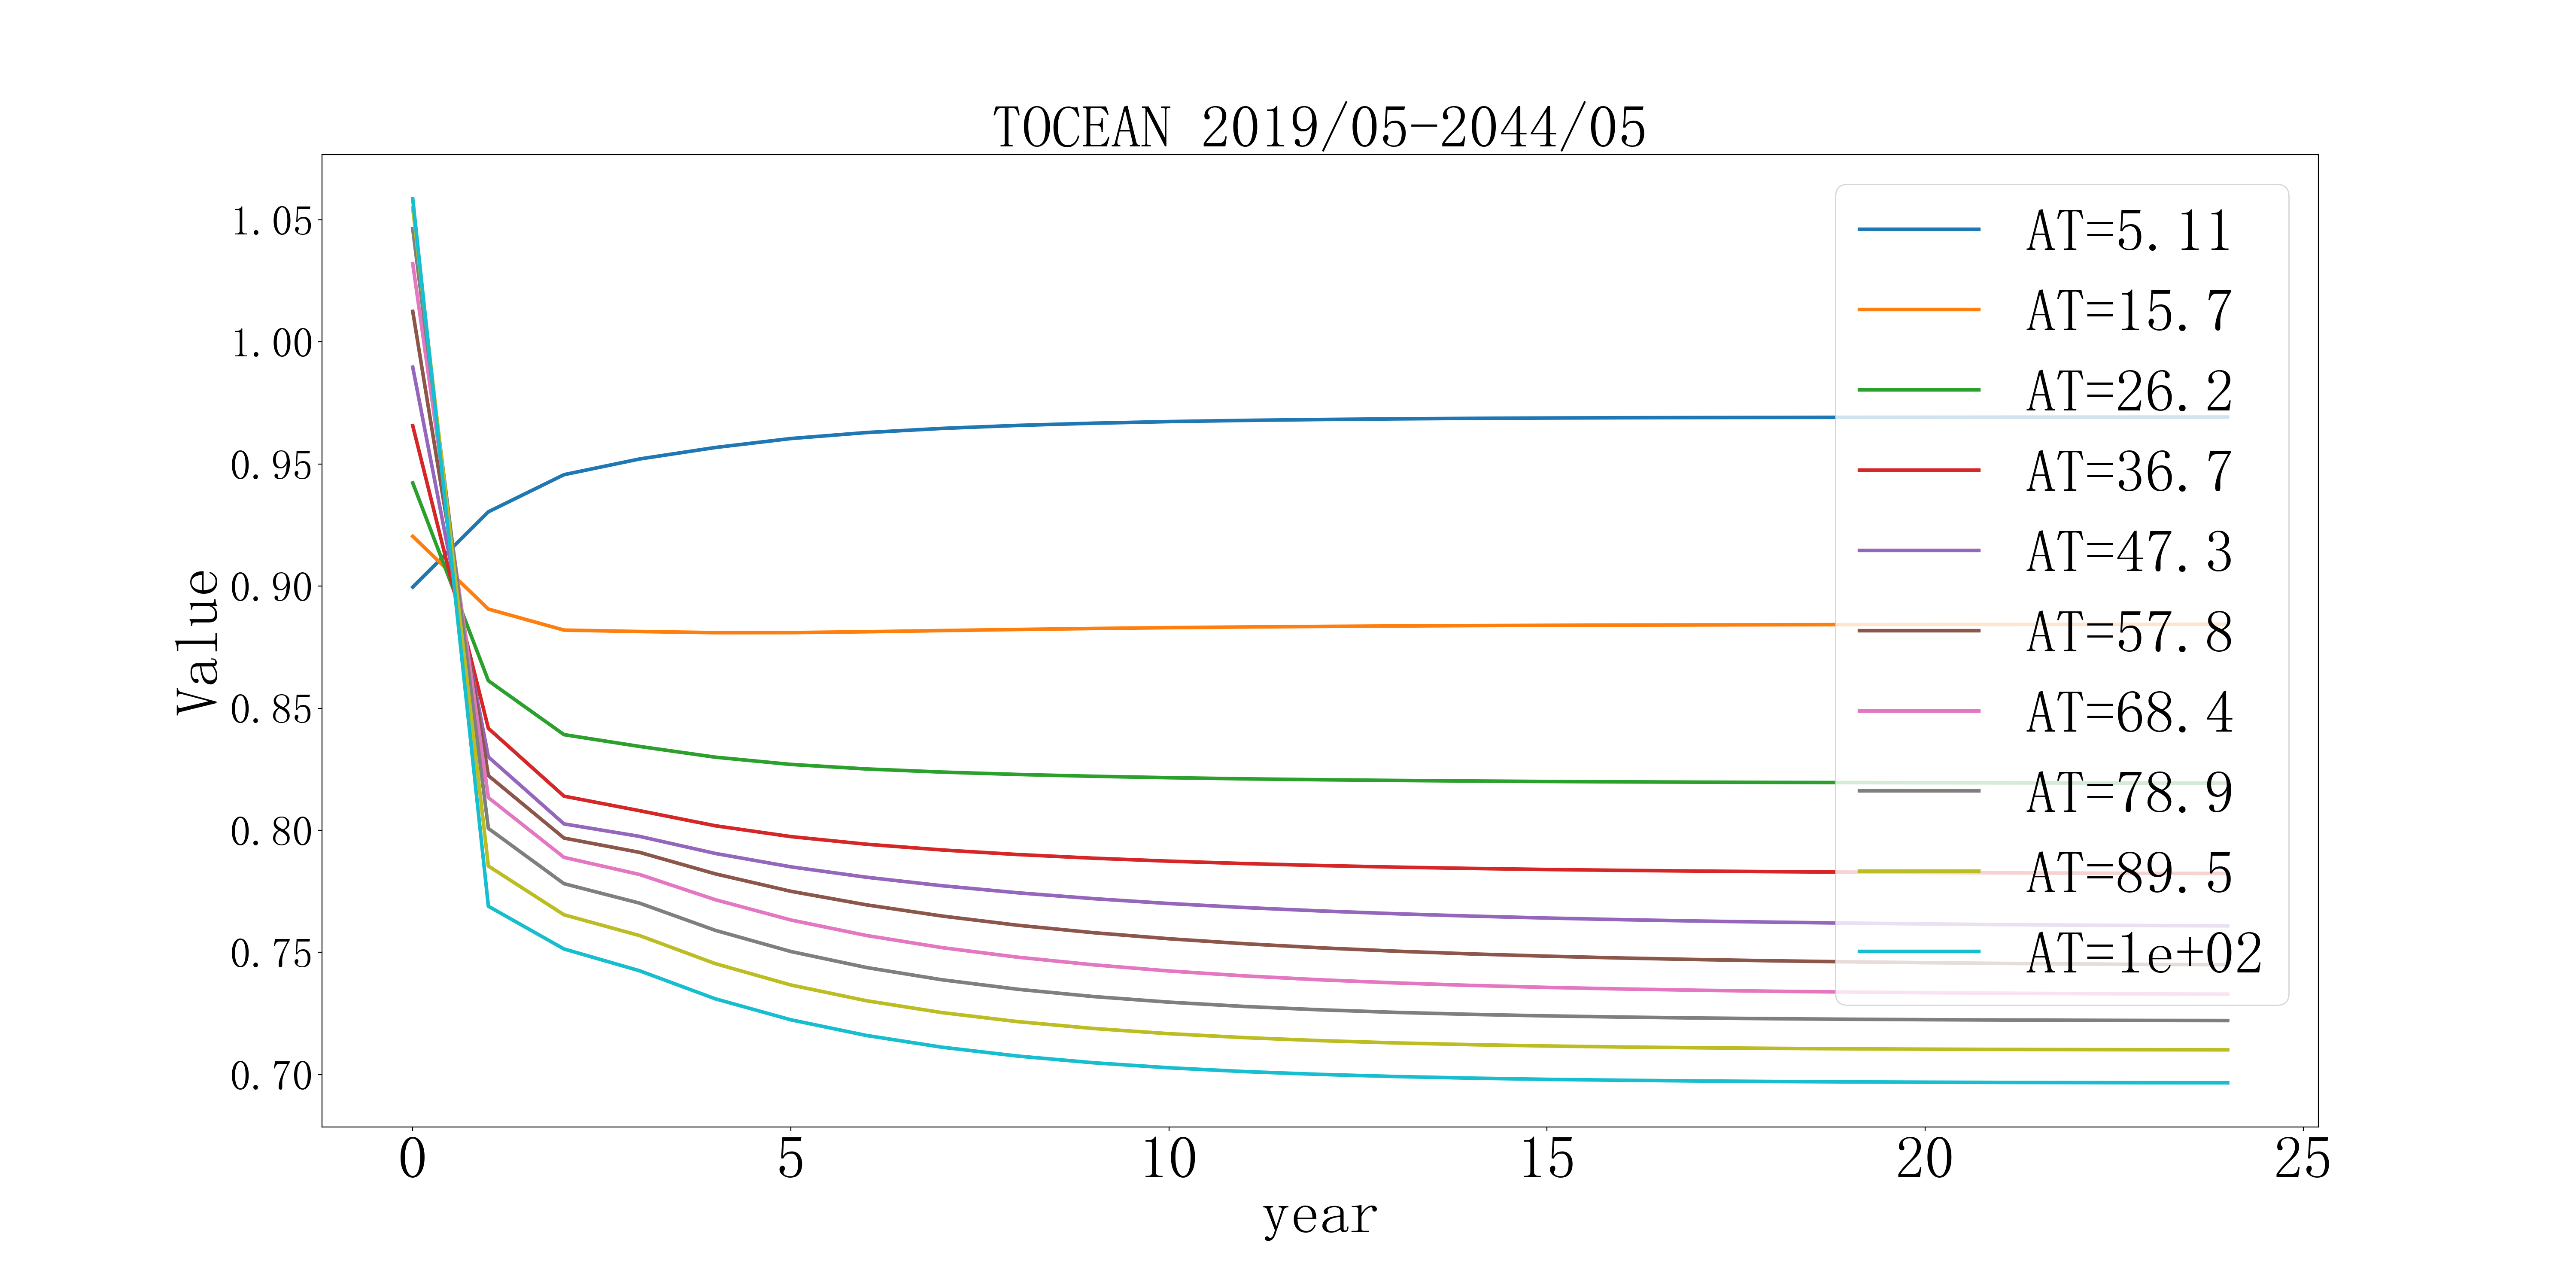 TOCEAN 2019/05-2044/05
Value
1.05
1.00
0.95
0.90
0.85
0.80
0.75
0.70
AT=5.11
AT=15.7
AT=26.2
AT=36.7
AT=47.3
AT=57.8
AT=68.4
AT=78.9
AT=89.5
AT=1e+02
0 5 10 15 20 25
year